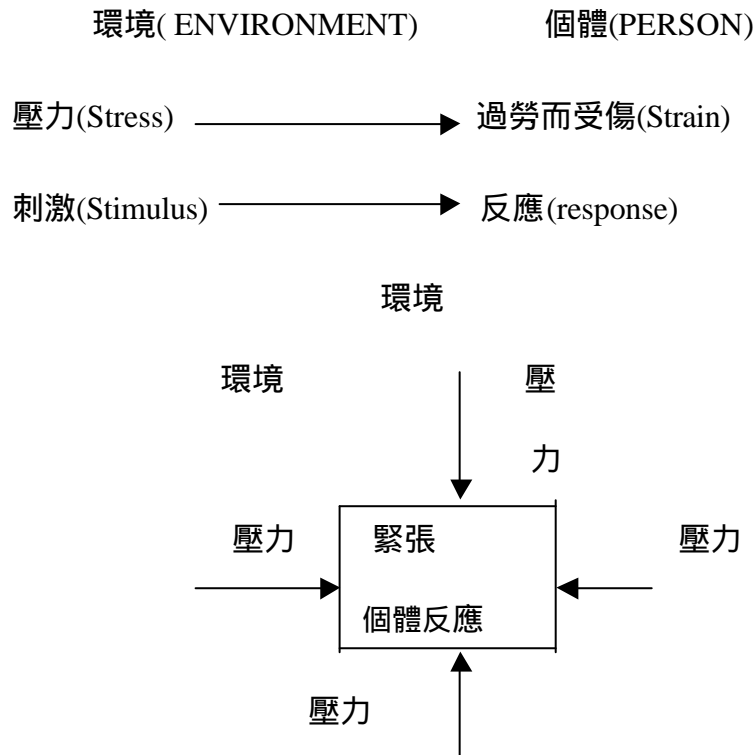 環境( ENVIRONMENT) 個體(PERSON)
壓力(Stress) 過勞而受傷(Strain)
刺激(Stimulus) 反應(response)
環境
環境 壓
力
壓力 緊張 壓力
個體反應
壓力